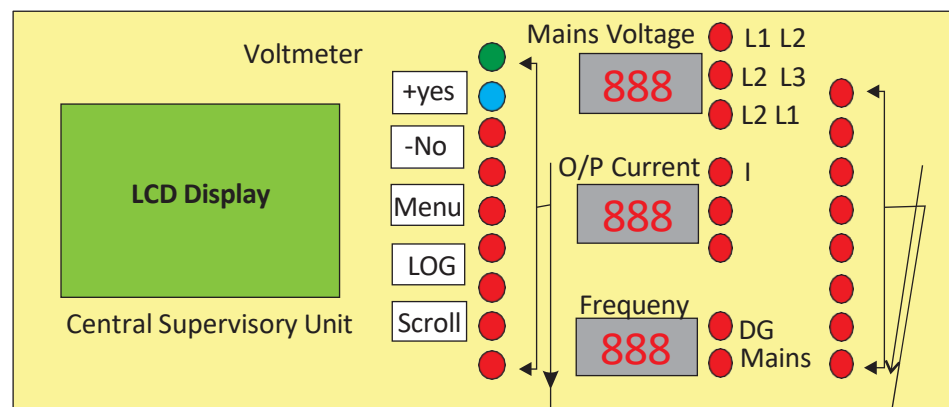 Voltmeter
+yes
-No
Menu
LOG
Scroll
LCD Display
Central Supervisory Unit
Mains Voltage
888
L1 L2
L2 L3
L2 L1
O/P Current
888
I
Frequeny
888
DG
Mains